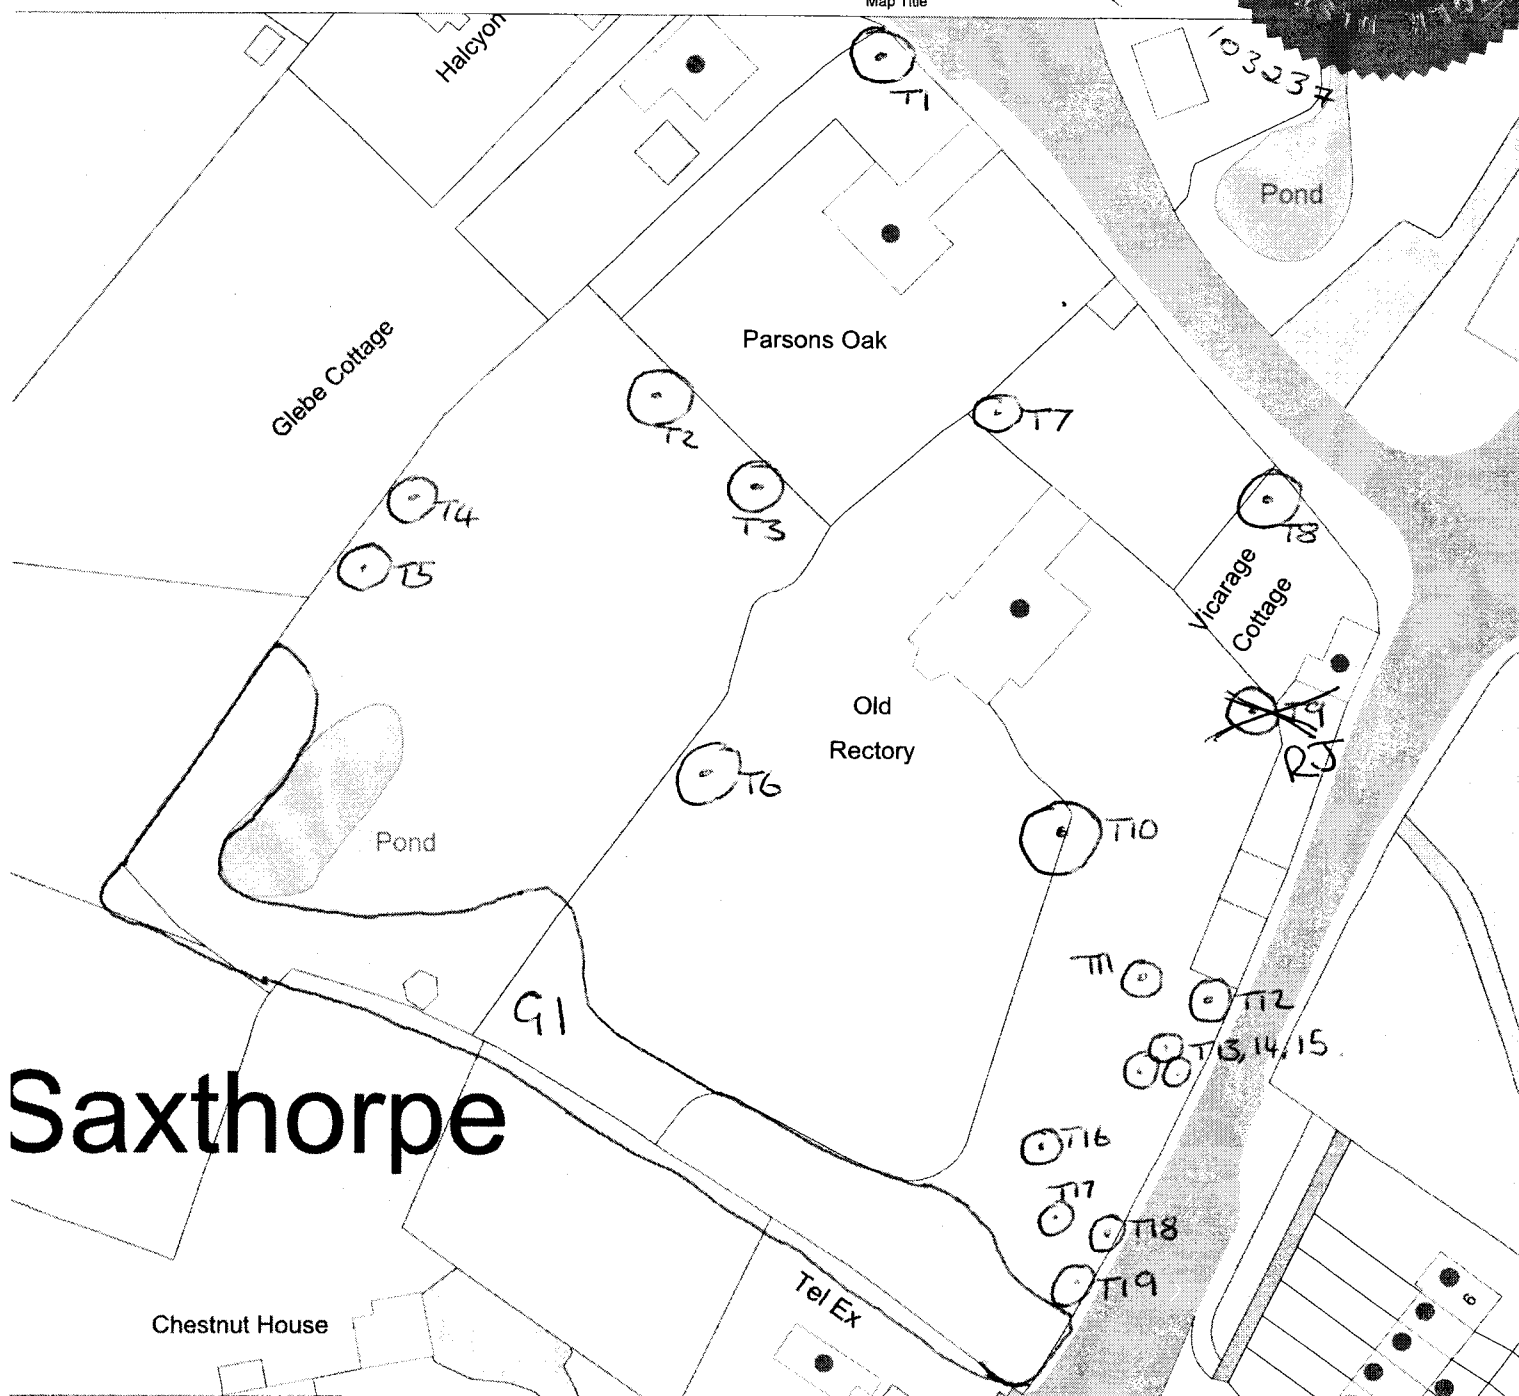 Map Title
Halcyon
T1
103237
Pond
Parsons Oak
Glebe Cottage
T2
T7
T4
T3
T8
T5
Vicarage
Cottage
Old
Rectory
T9
RJ
T6
Pond
T10
T11
T12
G1
T13, 14, 15
Saxthorpe
T16
T17
T18
T19
Tel Ex
Chestnut House
6